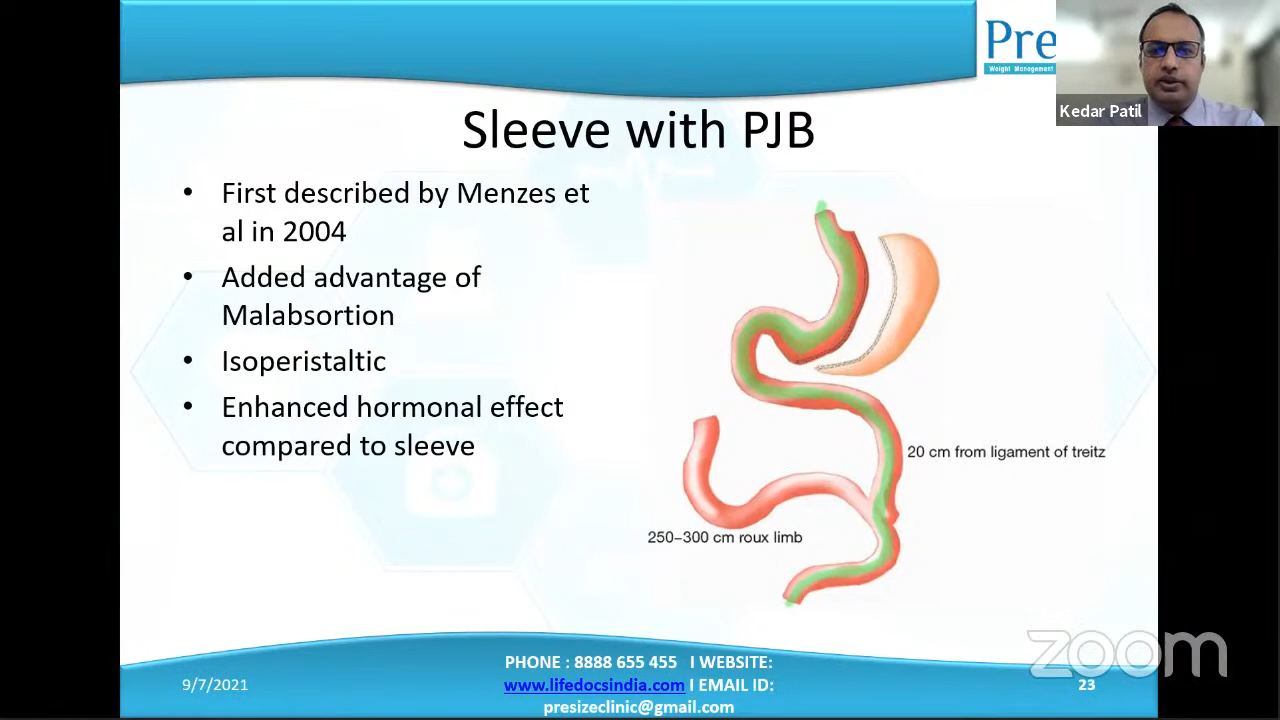 Pre
Weight Management
Kedar Patil
Sleeve with PJB
• First described by Menzes et
al in 2004
• Added advantage of
Malabsortion
• Isoperistaltic
• Enhanced hormonal effect
compared to sleeve
20 cm from ligament of treitz
250–300 cm roux limb
zoom
PHONE : 8888 655 455 I WEBSITE:
9/7/2021 www.lifedocsindia.com I EMAIL ID: 23
presizeclinic@gmail.com